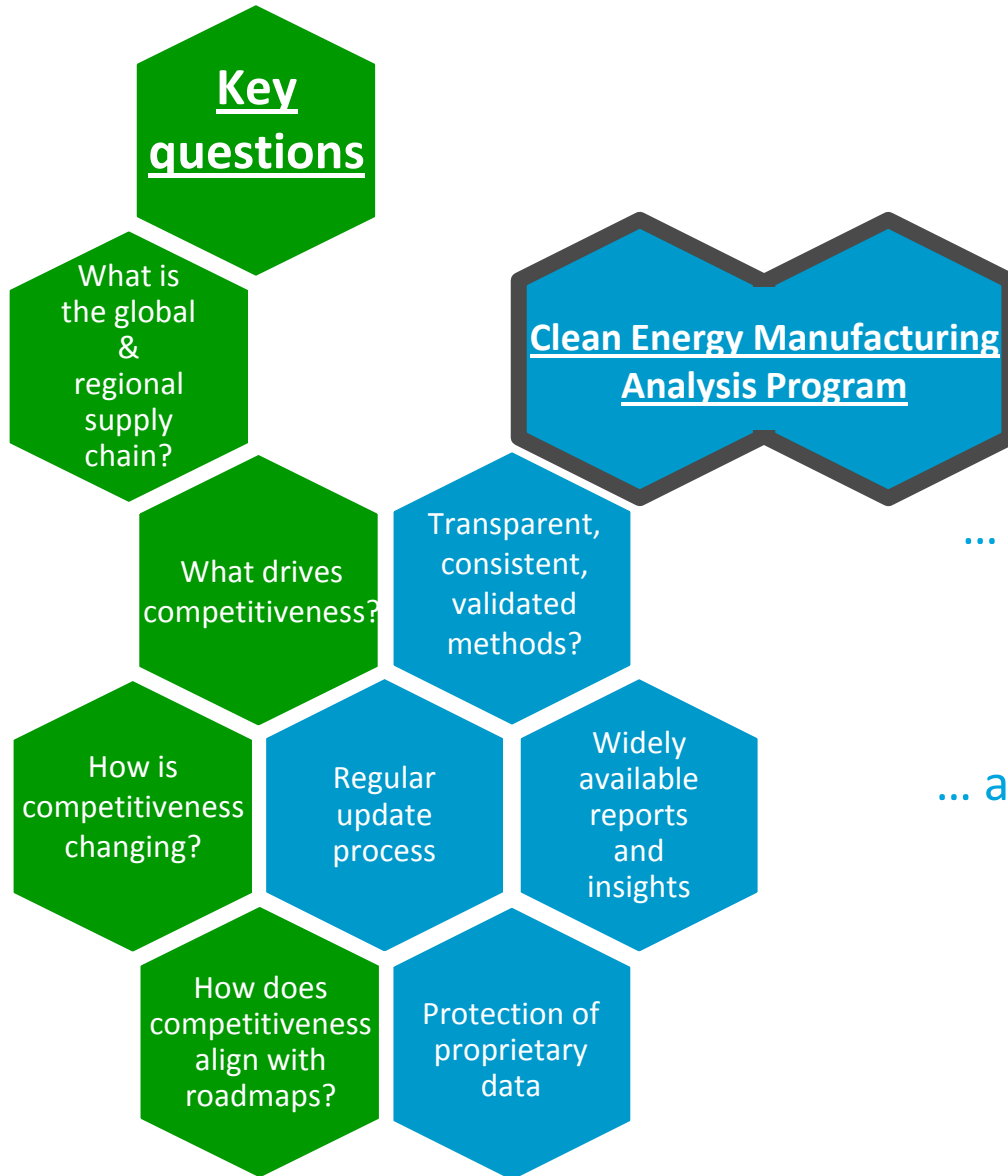 Key
questions
What is
the global
&
regional
supply
chain?
Clean Energy Manufacturing
Analysis Program
What drives
competitiveness?
Transparent,
consistent,
validated
methods?
...
How is
competitiveness
changing?
Regular
update
process
Widely
available
reports
and
insights
... a
How does
competitiveness
align with
roadmaps?
Protection of
proprietary
data